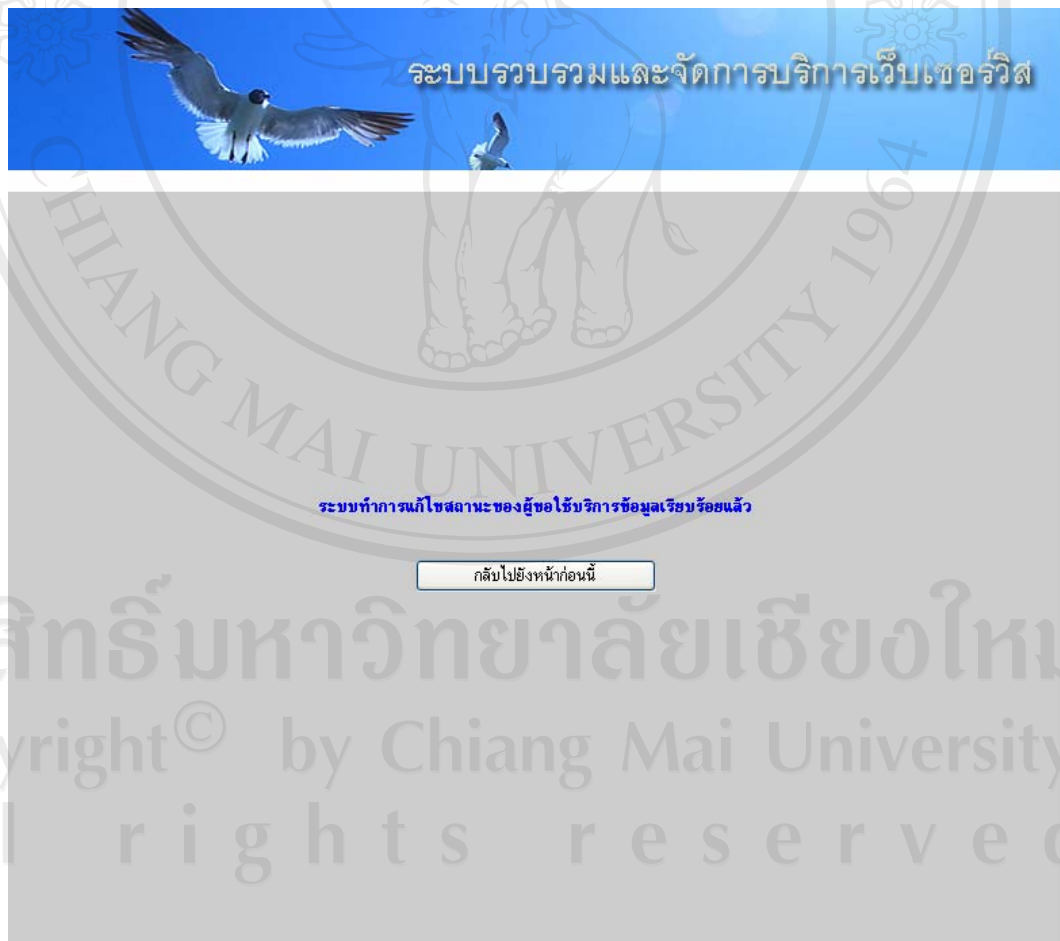 ระบบรวบรวมและจัดการบริการเว็บเซอร์วิส
CHIANG MAI UNIVERSITY 1964
ระบบทำการแก้ไขสถานะของผู้ขอใช้บริการข้อมูลเรียบร้อยแล้ว
กลับไปยังหน้าก่อนนี้
สิทธิ์มหาวิทยาลัยเชียงใหม
yright© by Chiang Mai University
rights reserve